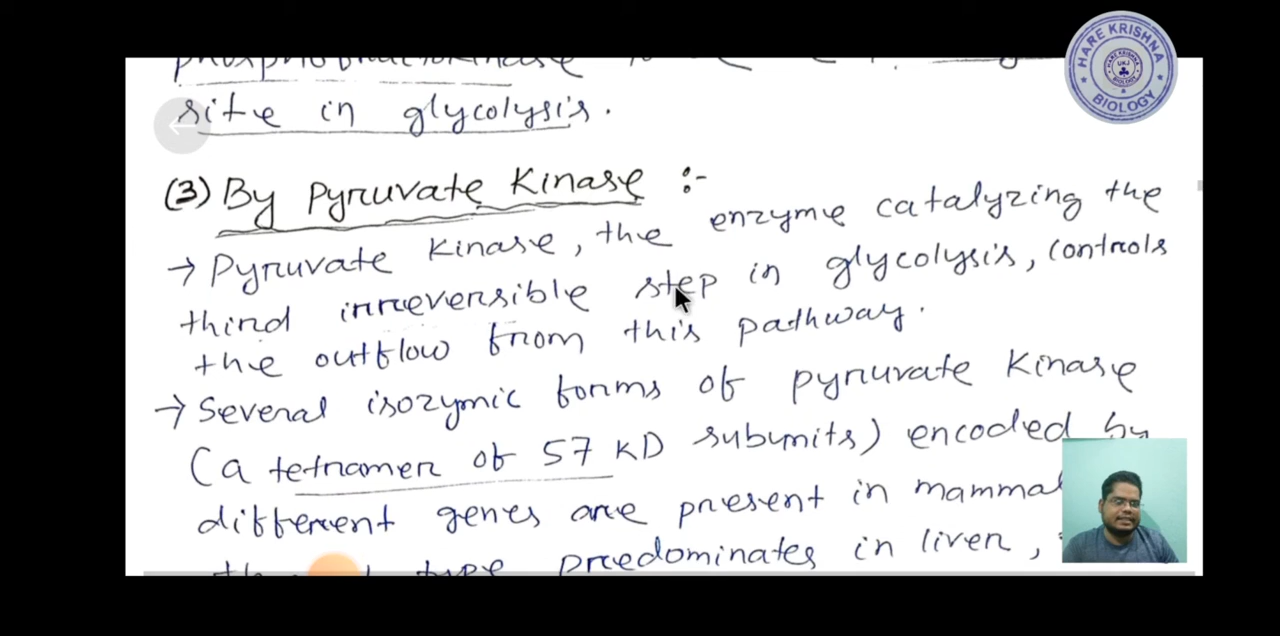 site in glycolysis.
(3) By Pyruvate Kinase :-
→ Pyruvate Kinase, the enzyme catalyzing the
third irreversible step in glycolysis, controls
the outflow from this pathway.
→ Several isozymic forms of pyruvate Kinase
(a tetramer of 57 KD subunits) encoded by
different genes are present in
type predominates in liver,
HARE KRISHNA
UKJ
BIOLOGY